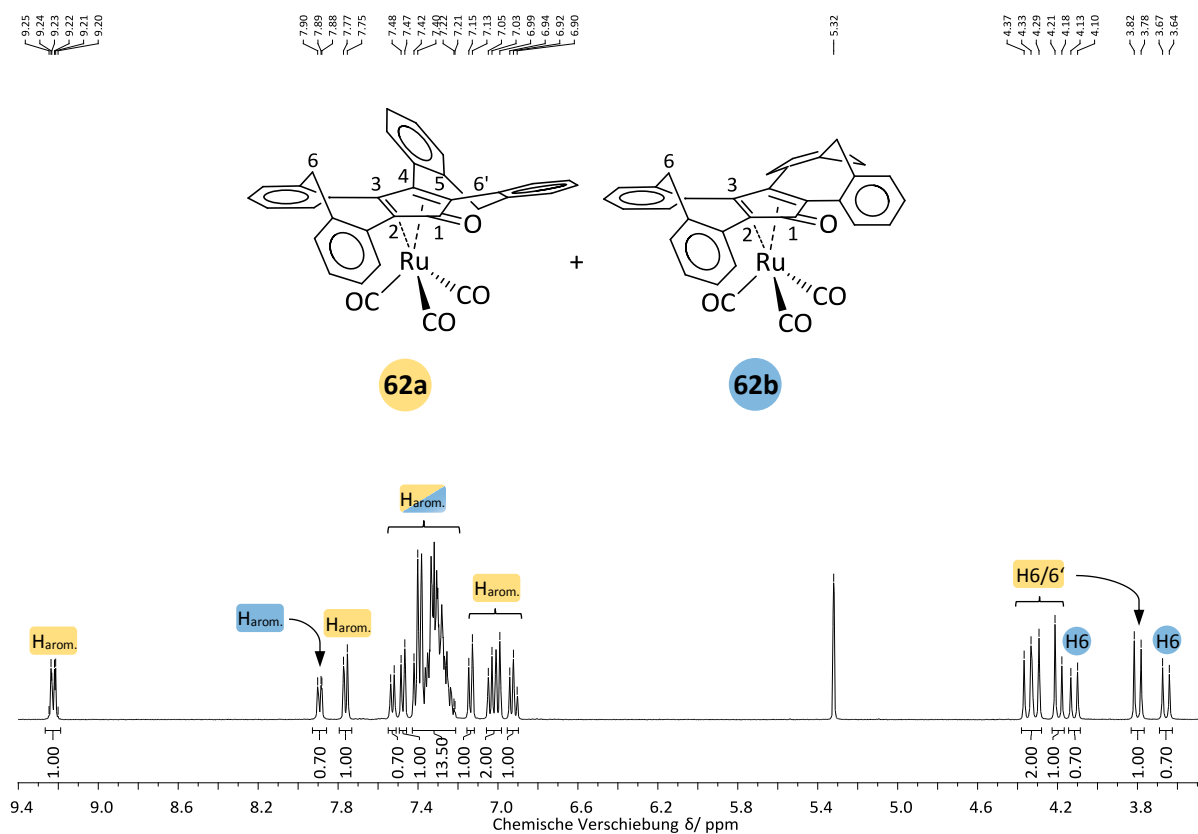 9.25 9.24 9.23 9.22 9.21 9.20 7.90 7.89 7.88 7.77 7.75 7.48 7.47 7.42 7.40 7.22 7.21 7.15 7.13 7.05 7.03 6.99 6.94 6.92 6.90 5.32 4.37 4.33 4.29 4.21 4.18 4.13 4.10 3.82 3.78 3.67 3.64
6 4 5 6' 3 2 1 O
Ru
OC CO
CO
+
6 3 2 1 O
Ru
OC CO
CO
62a 62b
Harom.
Harom. H6/6‘
Harom. Harom. Harom. H6 H6
1.00 0.70 1.00 0.70 1.00 13.50 1.00 2.00 1.00 2.00 1.00 0.70 1.00 0.70
9.4 9.0 8.6 8.2 7.8 7.4 7.0 6.6 6.2 5.8 5.4 5.0 4.6 4.2 3.8
Chemische Verschiebung δ/ ppm